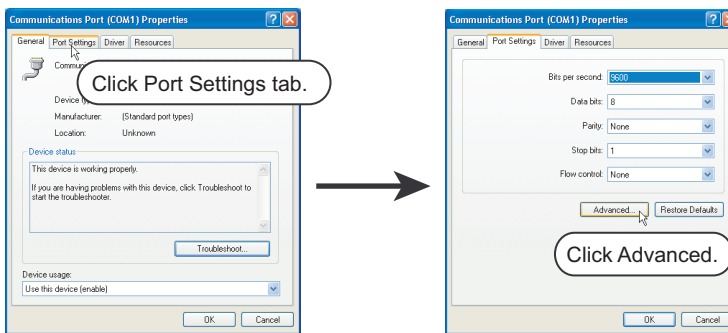 Communications Port (COM1) Properties
General Port Settings Driver Resources
Click Port Settings tab.
Manufacturer: (Standard port types)
Location: Unknown
Device status
This device is working properly.
If you are having problems with this device, click Troubleshoot to
start the troubleshooter.
Troubleshoot...
Device usage:
Use this device (enable)
OK Cancel
Communications Port (COM1) Properties
General Port Settings Driver Resources
Bits per second: 9600
Data bits: 8
Parity: None
Stop bits: 1
Flow control: None
Advanced... Restore Defaults
Click Advanced.
OK Cancel